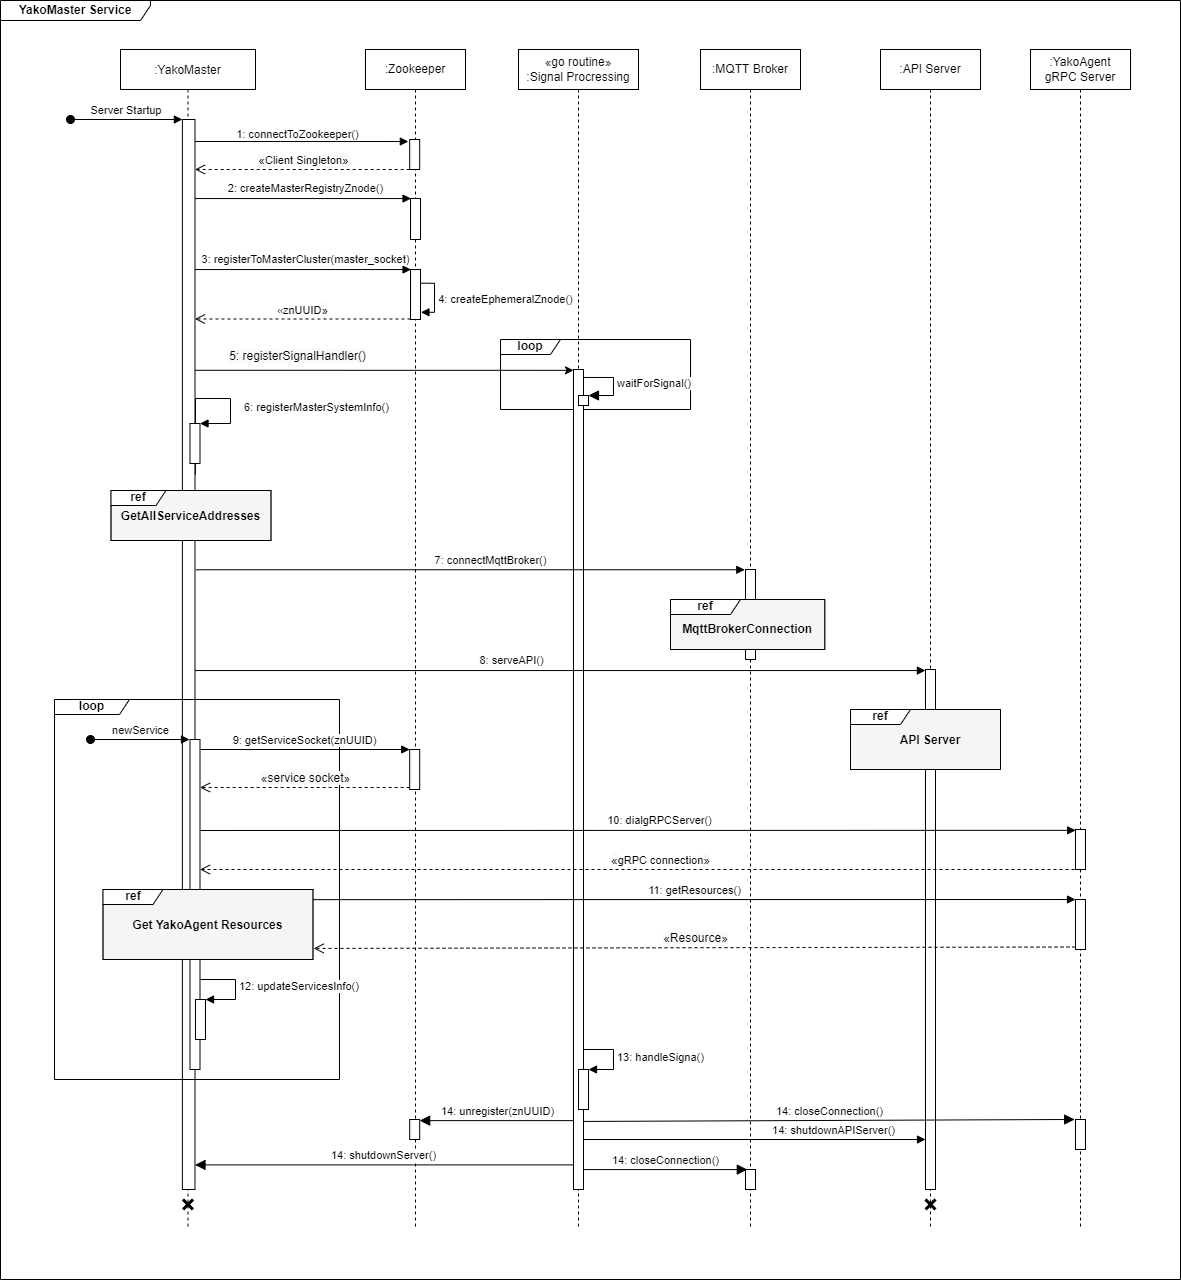 YakoMaster Service
:YakoMaster
:Zookeeper
«go routine»
:Signal Procressing
:MQTT Broker
:API Server
:YakoAgent
gRPC Server
Server Startup
1: connectToZookeeper()
«Client Singleton»
2: createMasterRegistryZnode()
3: registerToMasterCluster(master_socket)
4: createEphemeralZnode()
«znUUID»
loop
5: registerSignalHandler()
waitForSignal()
6: registerMasterSystemInfo()
ref
GetAllServiceAddresses
7: connectMqttBroker()
ref
MqttBrokerConnection
8: serveAPI()
loop
ref
API Server
newService
9: getServiceSocket(znUUID)
«service socket»
10: dialgRPCServer()
«gRPC connection»
ref
Get YakoAgent Resources
11: getResources()
«Resource»
12: updateServicesInfo()
13: handleSigna()
14: unregister(znUUID)
14: closeConnection()
14: shutdownAPIServer()
14: shutdownServer()
14: closeConnection()